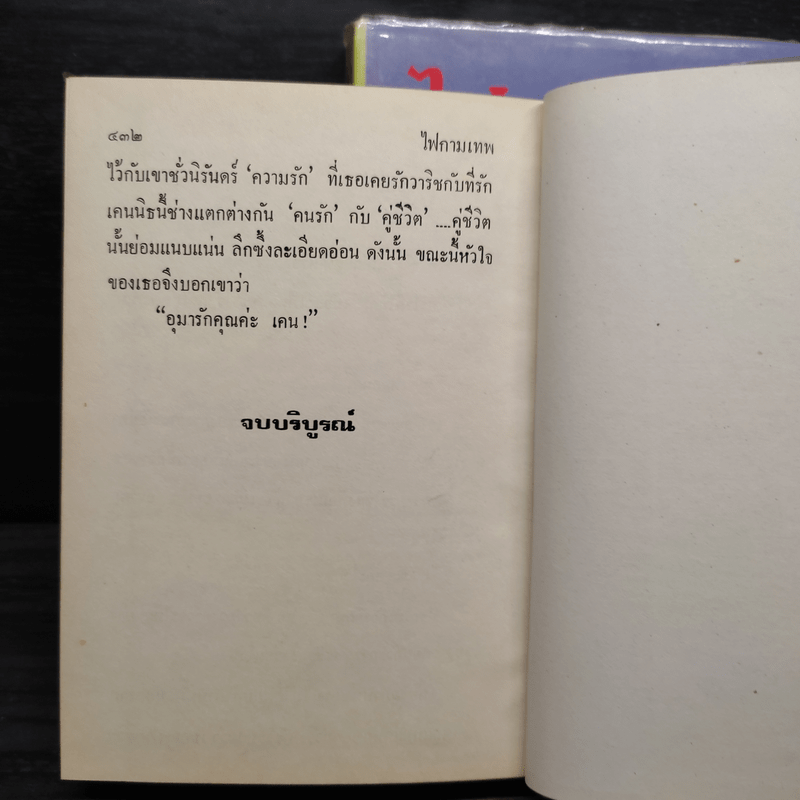 ๔๓๒
ไฟกามเทพ
ไว้กับเขาชั่วนิรันดร์ ‘ความรัก’ ที่เธอเคยรักวาริชกับที่รัก
เคนนิธนี้ช่างแตกต่างกัน ‘คนรัก’ กับ ‘คู่ชีวิต’ ....คู่ชีวิต
นั้นย่อมแนบแน่น ลึกซึ้งละเอียดอ่อน ดังนั้น ขณะนี้หัวใจ
ของเธอจึงบอกเขาว่า
“อุมารักคุณค่ะ เคน !”
จบบริบูรณ์